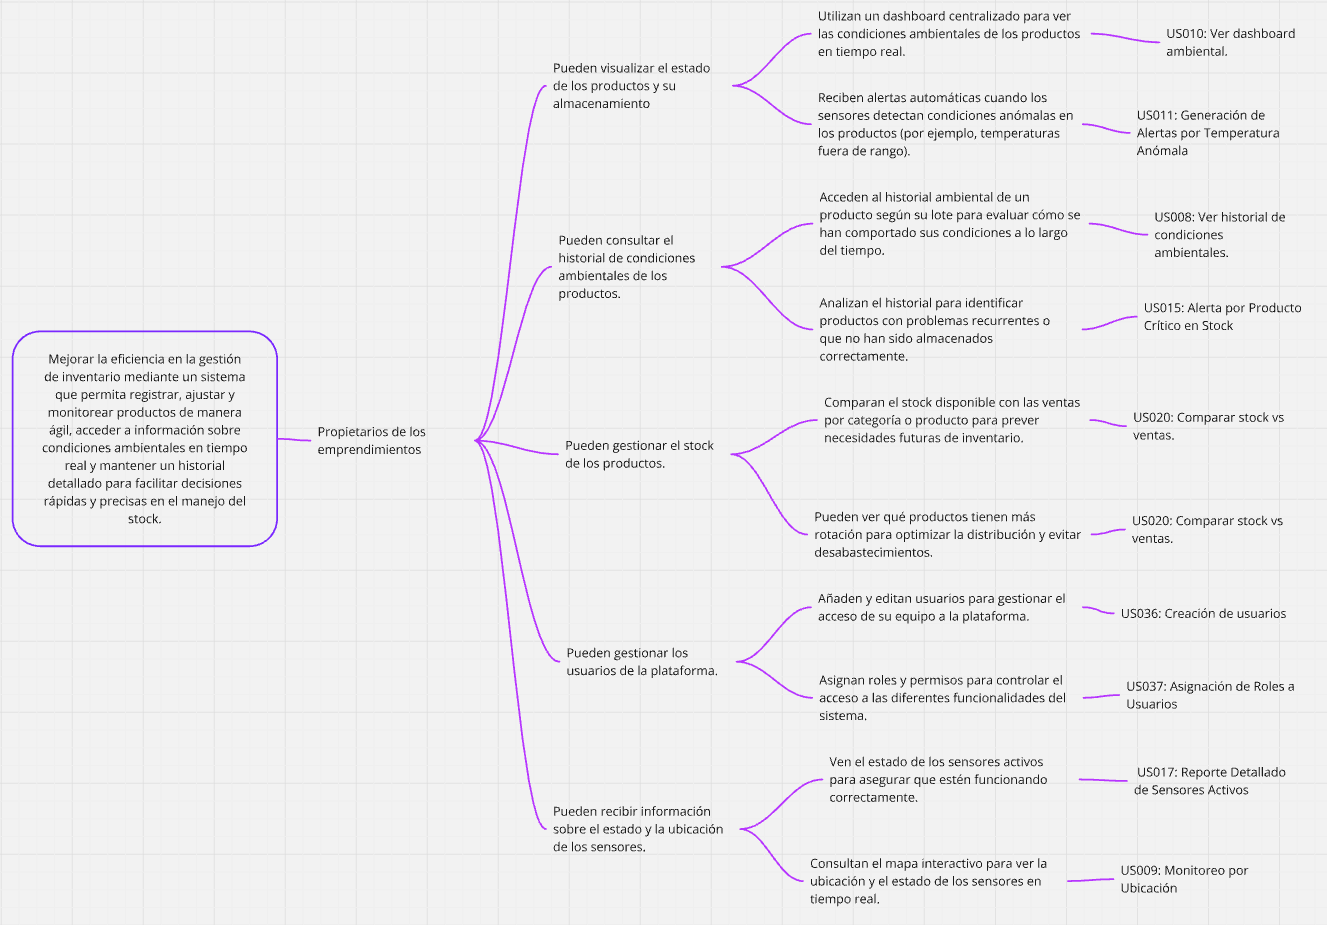 Mejorar la eficiencia en la gestión
de inventario mediante un sistema
que permita registrar, ajustar y
monitorear productos de manera
ágil, acceder a información sobre
condiciones ambientales en tiempo
real y mantener un historial
detallado para facilitar decisiones
rápidas y precisas en el manejo del
stock.
Propietarios de los
emprendimientos
Pueden visualizar el estado
de los productos y su
almacenamiento
Utilizan un dashboard centralizado para ver
las condiciones ambientales de los productos
en tiempo real.
US010: Ver dashboard
ambiental.
Reciben alertas automáticas cuando los
sensores detectan condiciones anómalas en
los productos (por ejemplo, temperaturas
fuera de rango).
US011: Generación de
Alertas por Temperatura
Anómala
Pueden consultar el
historial de condiciones
ambientales de los
productos.
Acceden al historial ambiental de un
producto según su lote para evaluar cómo se
han comportado sus condiciones a lo largo
del tiempo.
US008: Ver historial de
condiciones
ambientales.
Analizan el historial para identificar
productos con problemas recurrentes o
que no han sido almacenados
correctamente.
US015: Alerta por Producto
Crítico en Stock
Pueden gestionar el stock
de los productos.
Comparan el stock disponible con las ventas
por categoría o producto para prever
necesidades futuras de inventario.
US020: Comparar stock vs
ventas.
Pueden ver qué productos tienen más
rotación para optimizar la distribución y evitar
desabastecimientos.
US020: Comparar stock vs
ventas.
Pueden gestionar los
usuarios de la plataforma.
Añaden y editan usuarios para gestionar el
acceso de su equipo a la plataforma.
US036: Creación de usuarios
Asignan roles y permisos para controlar el
acceso a las diferentes funcionalidades del
sistema.
US037: Asignación de Roles a
Usuarios
Pueden recibir información
sobre el estado y la ubicación
de los sensores.
Ven el estado de los sensores activos
para asegurar que estén funcionando
correctamente.
US017: Reporte Detallado
de Sensores Activos
Consultan el mapa interactivo para ver la
ubicación y el estado de los sensores en
tiempo real.
US009: Monitoreo por
Ubicación